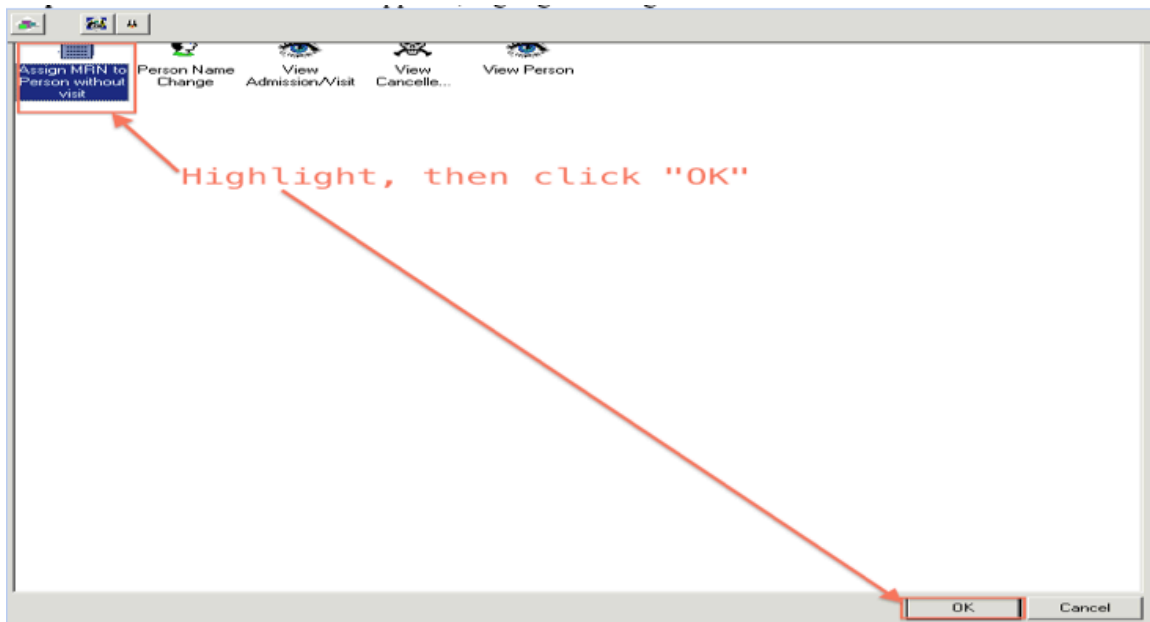 Assign MRN to Person Name View View View Person
Person without Change Admission/Visit Cancelle...
visit
Highlight, then click "OK"
OK Cancel